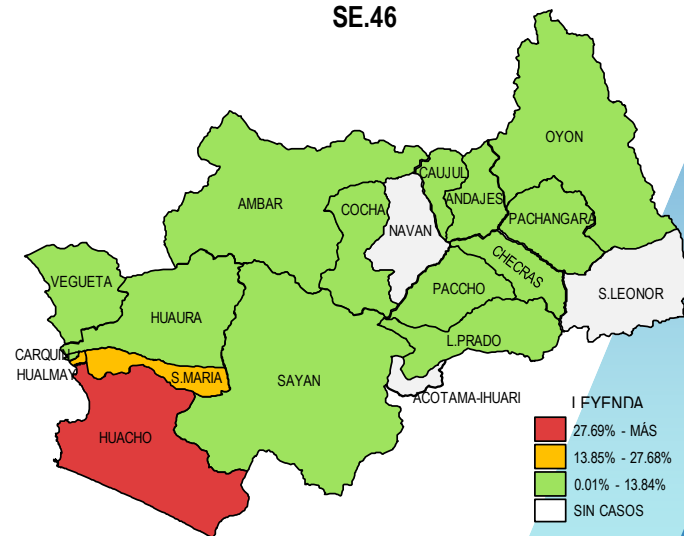 SE.46
OYON
CAUJUL
ANDAJES
AMBAR
COCHA
NAVAN
PACHANGARA
CHECRAS
VEGUETA
PACCHO
S.LEONOR
HUAURA
L.PRADO
CARQUIN
HUALMAY
S.MARIA
SAYAN
ACOTAMA-IHUARI
HUACHO
LEYENDA
27.69% - MÁS
13.85% - 27.68%
0.01% - 13.84%
SIN CASOS